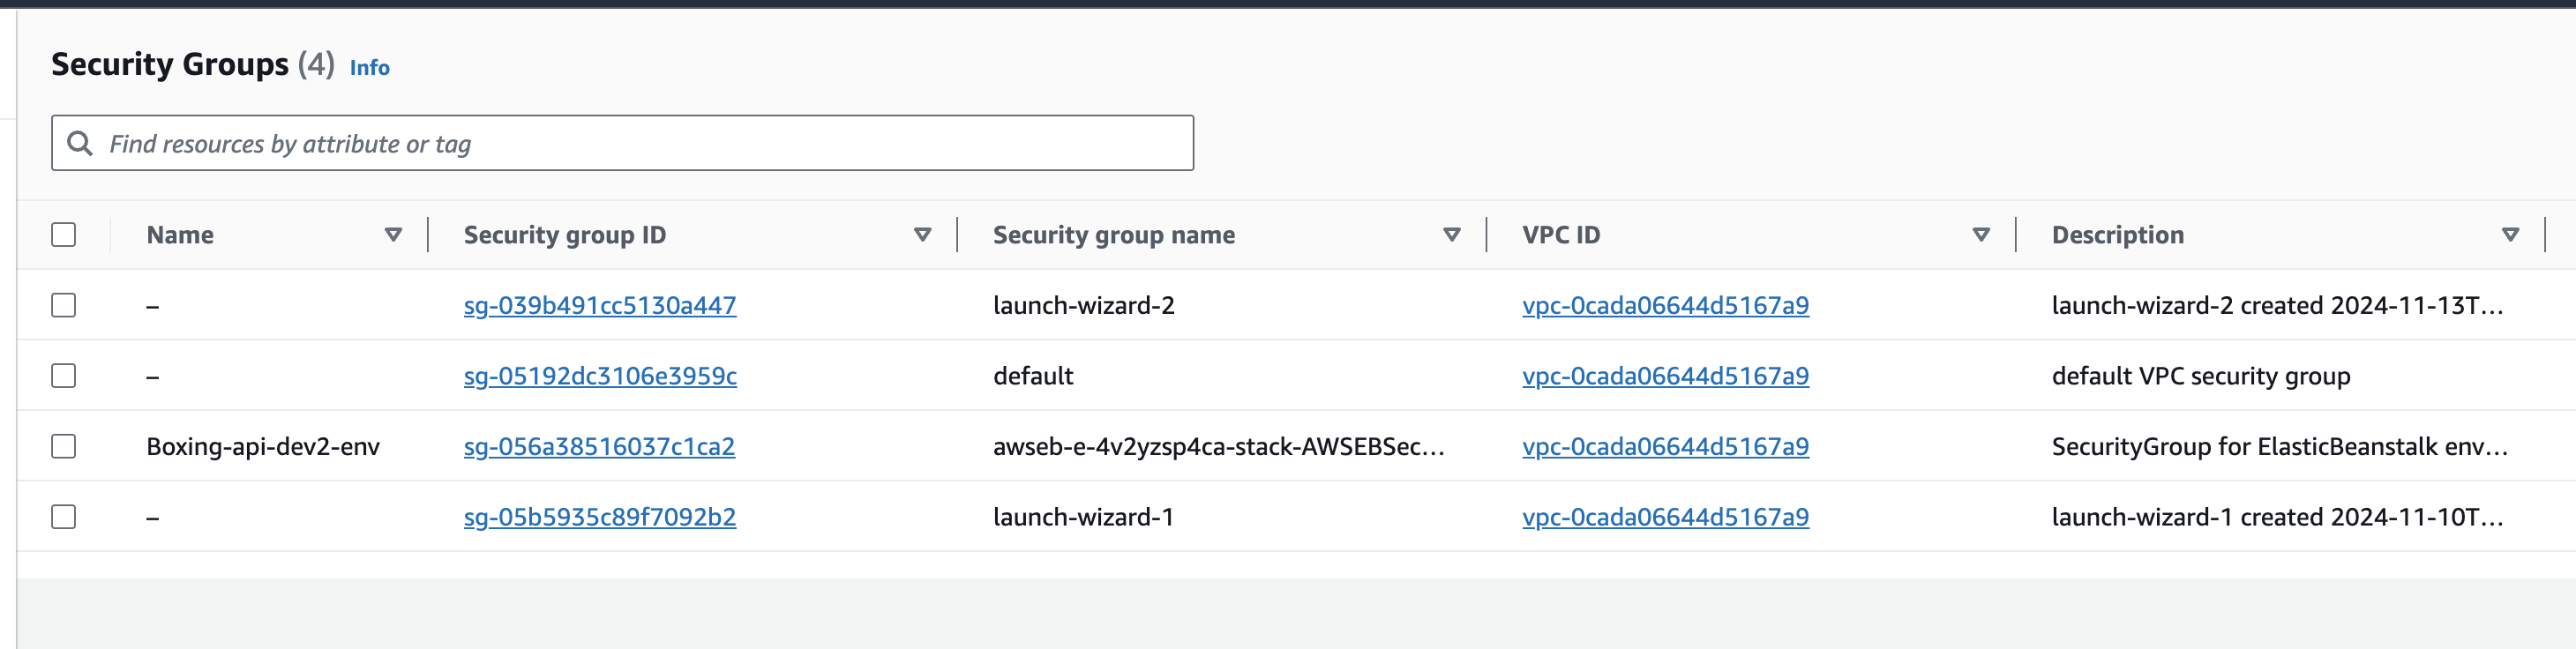 Security Groups (4) Info
Find resources by attribute or tag
Name Security group ID Security group name VPC ID Description
– sg-039b491cc5130a447 launch-wizard-2 vpc-0cada06644d5167a9 launch-wizard-2 created 2024-11-13T...
– sg-05192dc3106e3959c default vpc-0cada06644d5167a9 default VPC security group
Boxing-api-dev2-env sg-056a38516037c1ca2 awseb-e-4v2yzsp4ca-stack-AWSEBSec... vpc-0cada06644d5167a9 SecurityGroup for ElasticBeanstalk env...
– sg-05b5935c89f7092b2 launch-wizard-1 vpc-0cada06644d5167a9 launch-wizard-1 created 2024-11-10T...